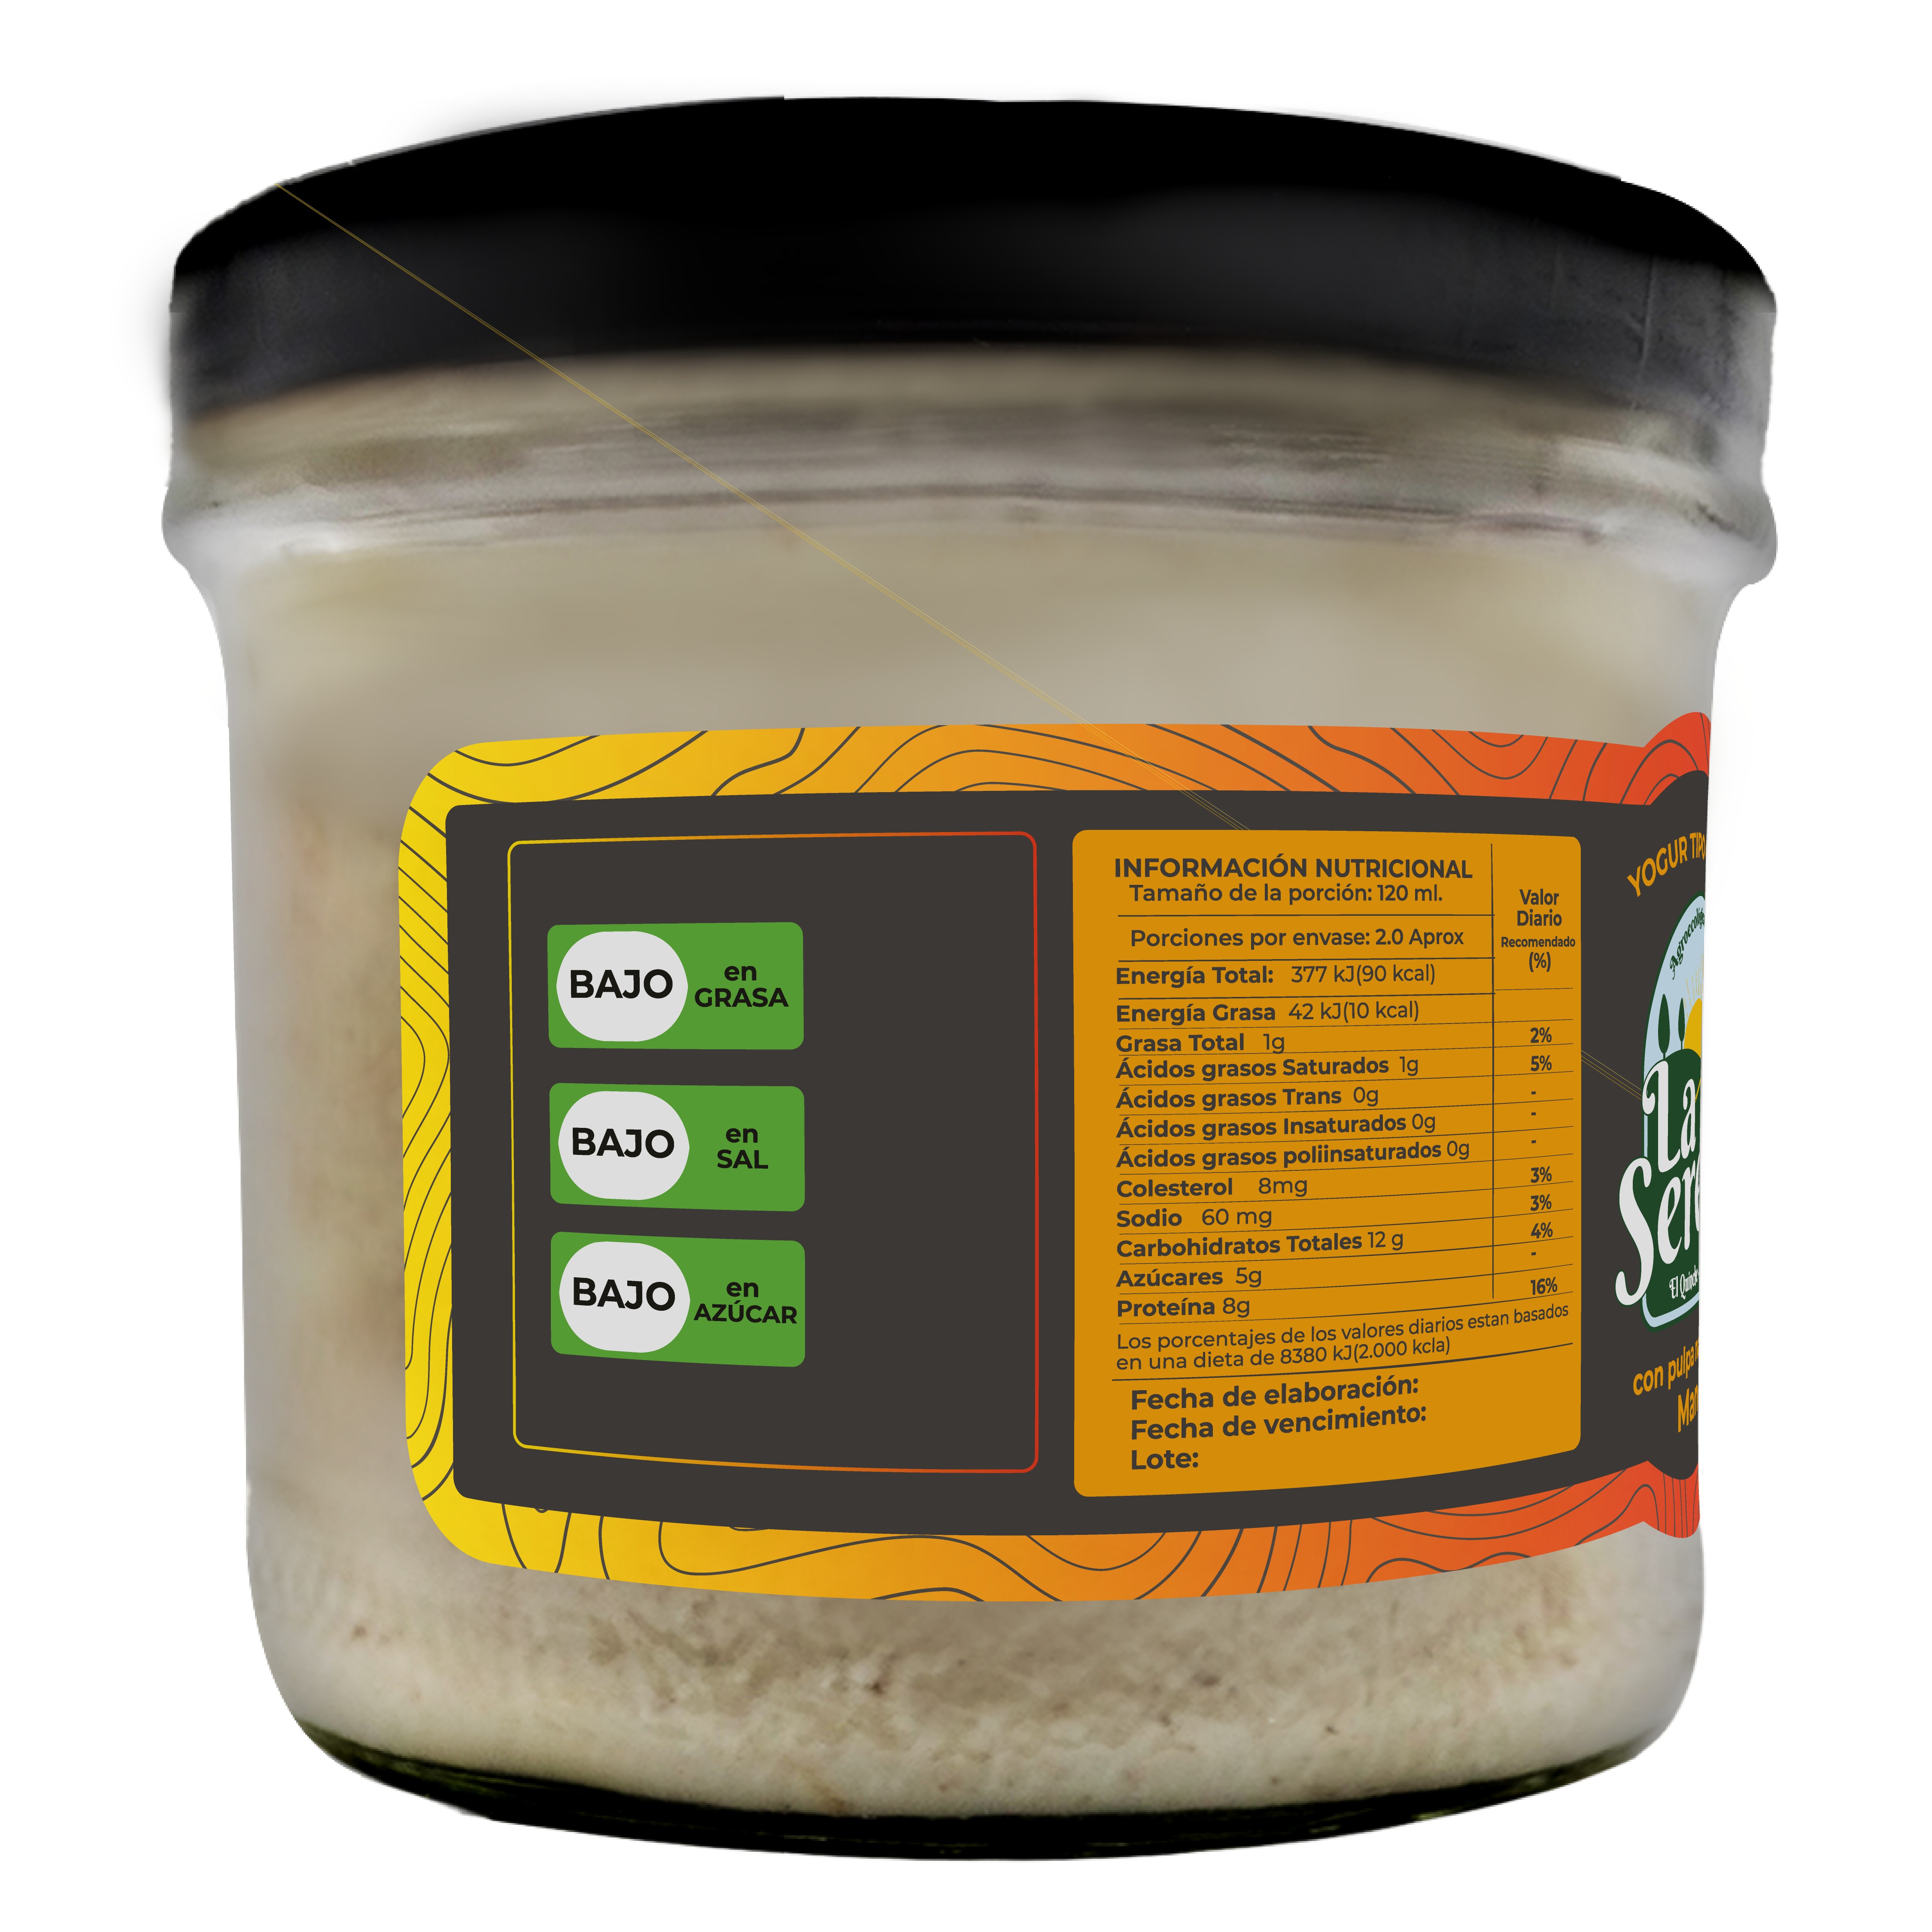 BAJO
en
GRASA
BAJO
en
SAL
BAJO
en
AZÚCAR
INFORMACIÓN NUTRICIONAL
Tamaño de la porción: 120 ml.
Valor
Diario
Recomendado
(%)
Porciones por envase: 2.0 Aprox
Energía Total: 377 kJ(90 kcal)
Energía Grasa 42 kJ(10 kcal)
Grasa Total 1g 2%
Ácidos grasos Saturados 1g 5%
Ácidos grasos Trans 0g -
Ácidos grasos Insaturados 0g -
Ácidos grasos poliinsaturados 0g -
Colesterol 8mg 3%
Sodio 60 mg 3%
Carbohidratos Totales 12 g 4%
Azúcares 5g -
Proteína 8g 16%
Los porcentajes de los valores diarios estan basados
en una dieta de 8380 kJ(2.000 kcla)
Fecha de elaboración:
Fecha de vencimiento:
Lote:
YOGUR TIPO
La
El
con pulpa